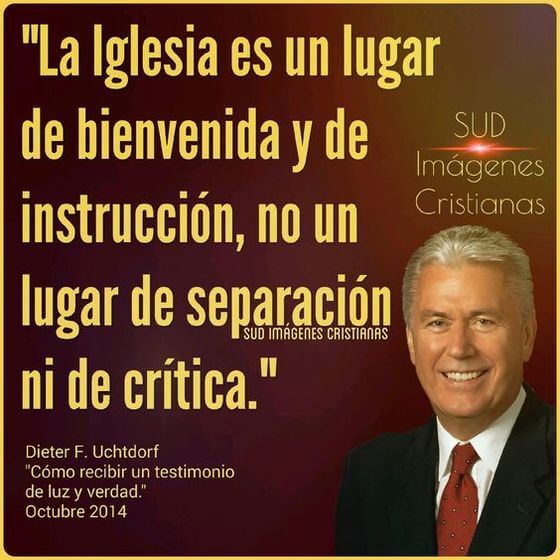 "La Iglesia es un lugar
de bienvenida y de
instrucción, no un
lugar de separación
SUD IMÁGENES CRISTIANAS
ni de crítica."
SUD
Imágenes
Cristianas
Dieter F. Uchtdorf
"Cómo recibir un testimonio
de luz y verdad."
Octubre 2014